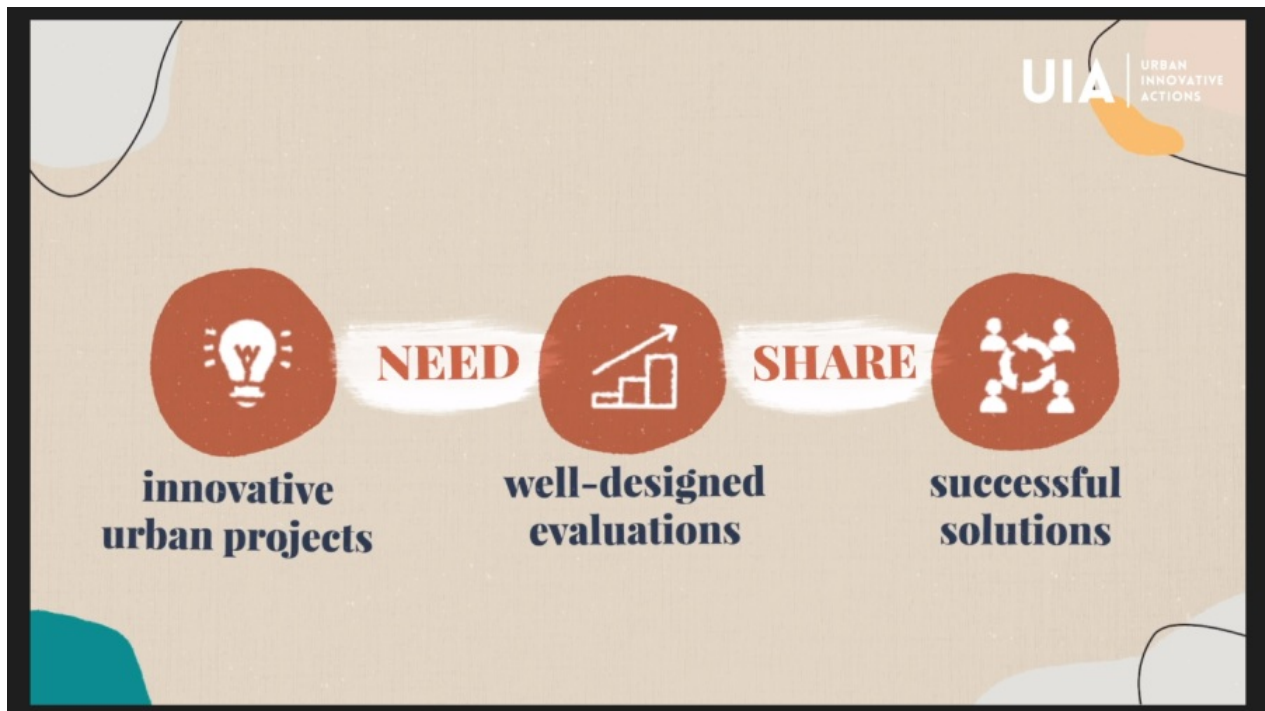 UIA
URBAN
INNOVATIVE
ACTIONS
NEED
SHARE
innovative
urban projects
well-designed
evaluations
successful
solutions